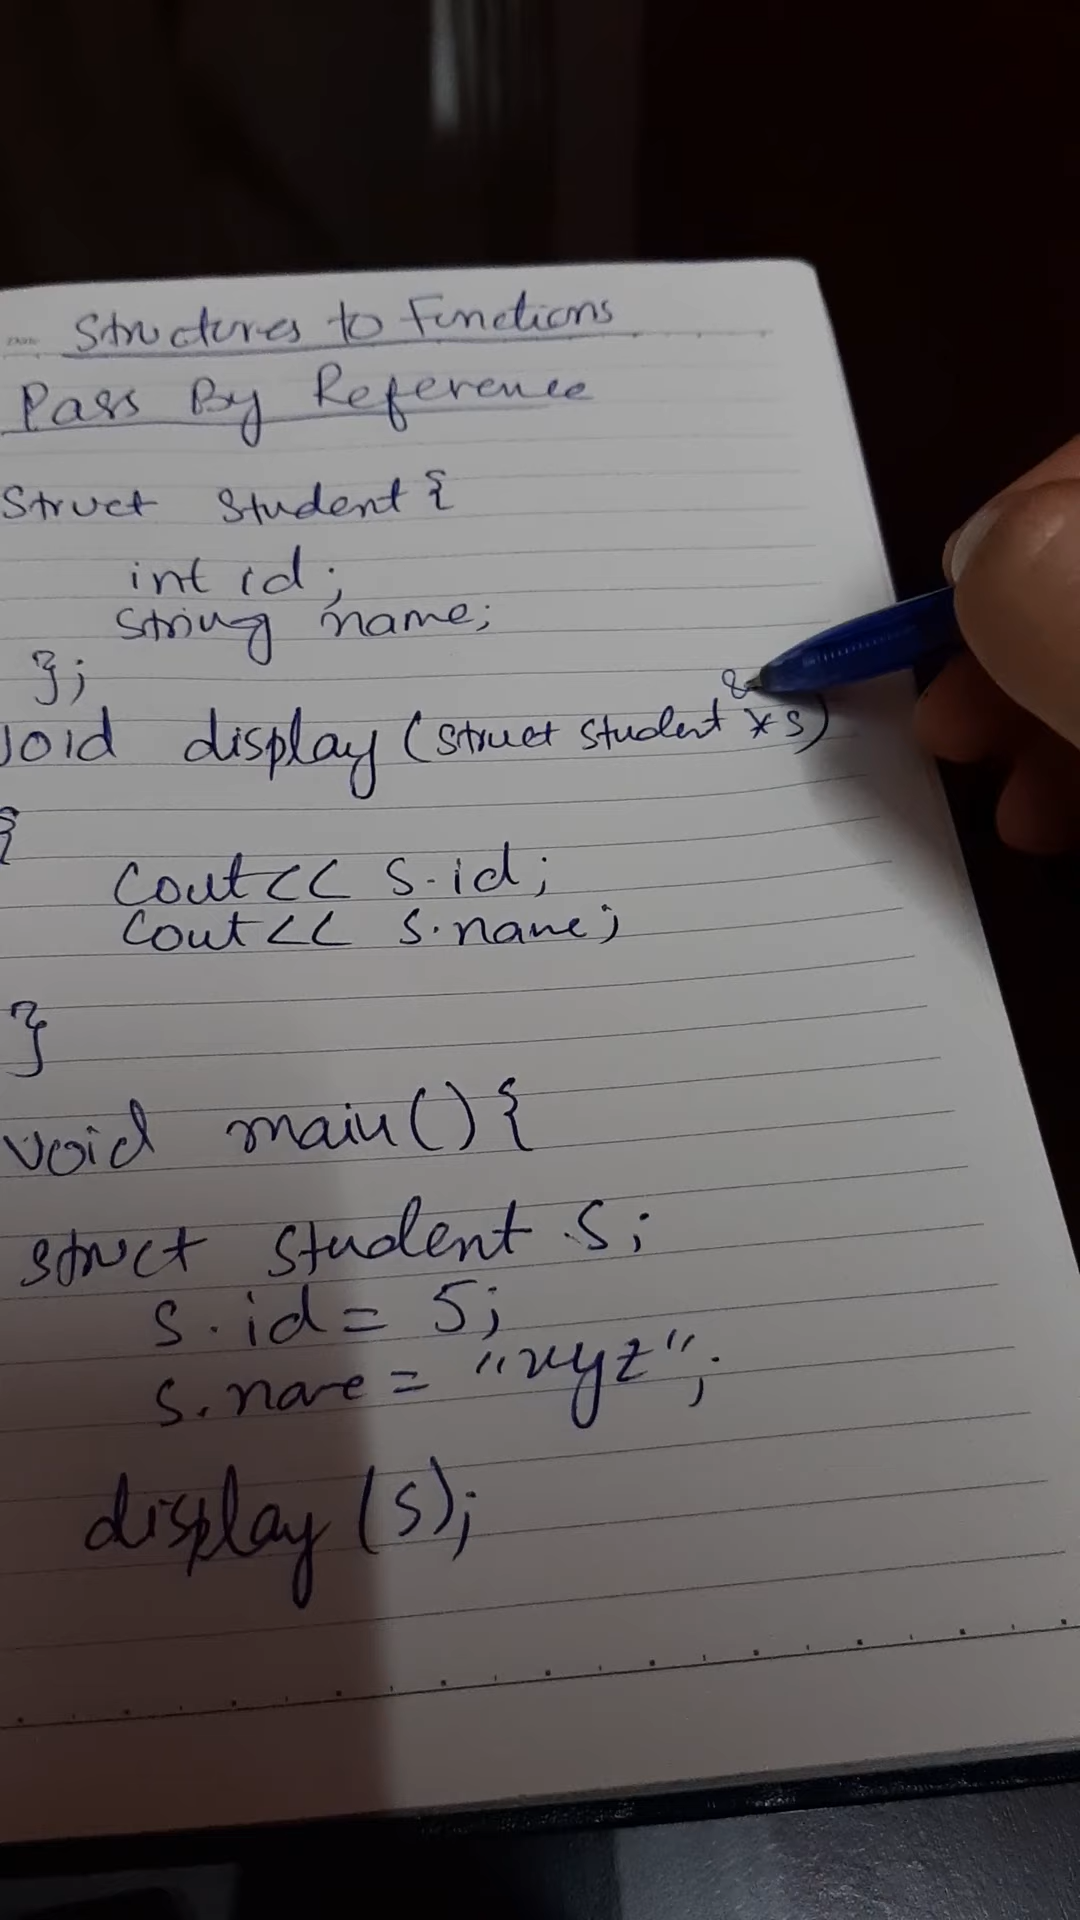 Structures to Functions
Pass By Reference
Struct Student {
int id;
String name;
};
void display (struct student *s)
&
{
Cout<< s.id;
Cout<< s.name;
}
void main() {
struct student s;
s.id = 5;
s.name = "xyz";
display (s);